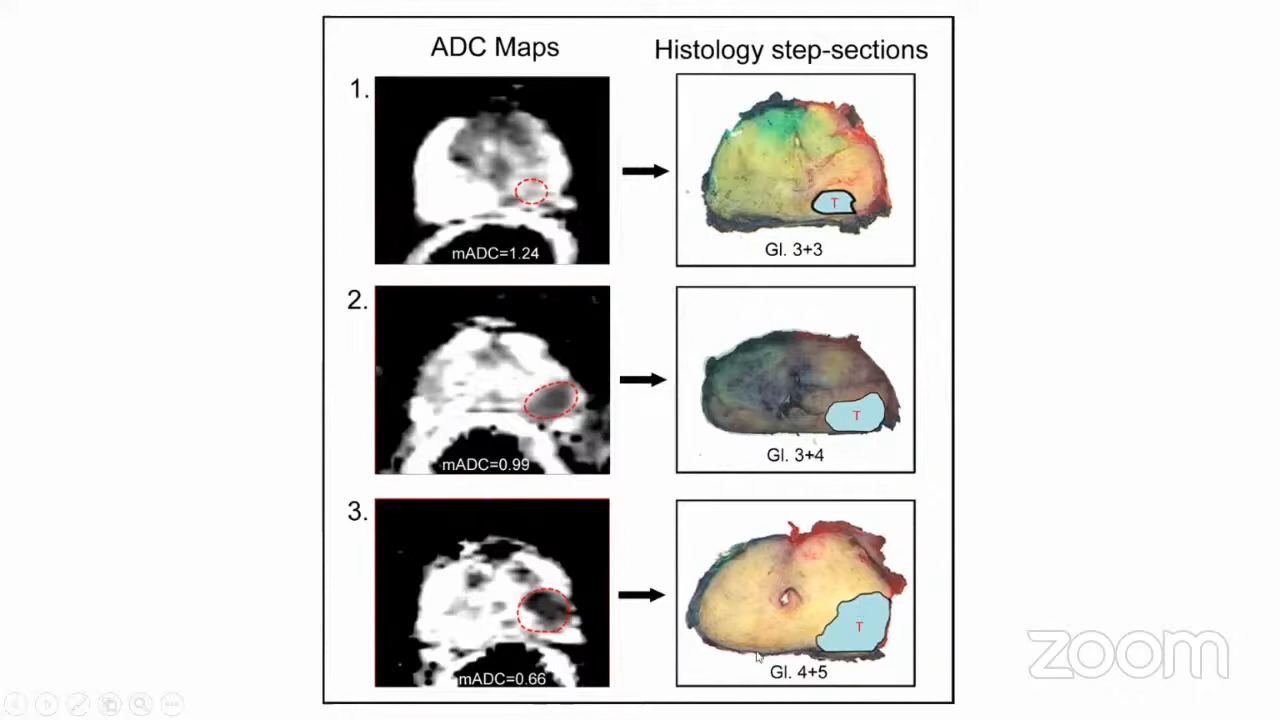 ADC Maps
Histology step-sections
1.
mADC=1.24
T
Gl. 3+3
2.
mADC=0.99
T
Gl. 3+4
3.
mADC=0.66
T
Gl. 4+5
zoom